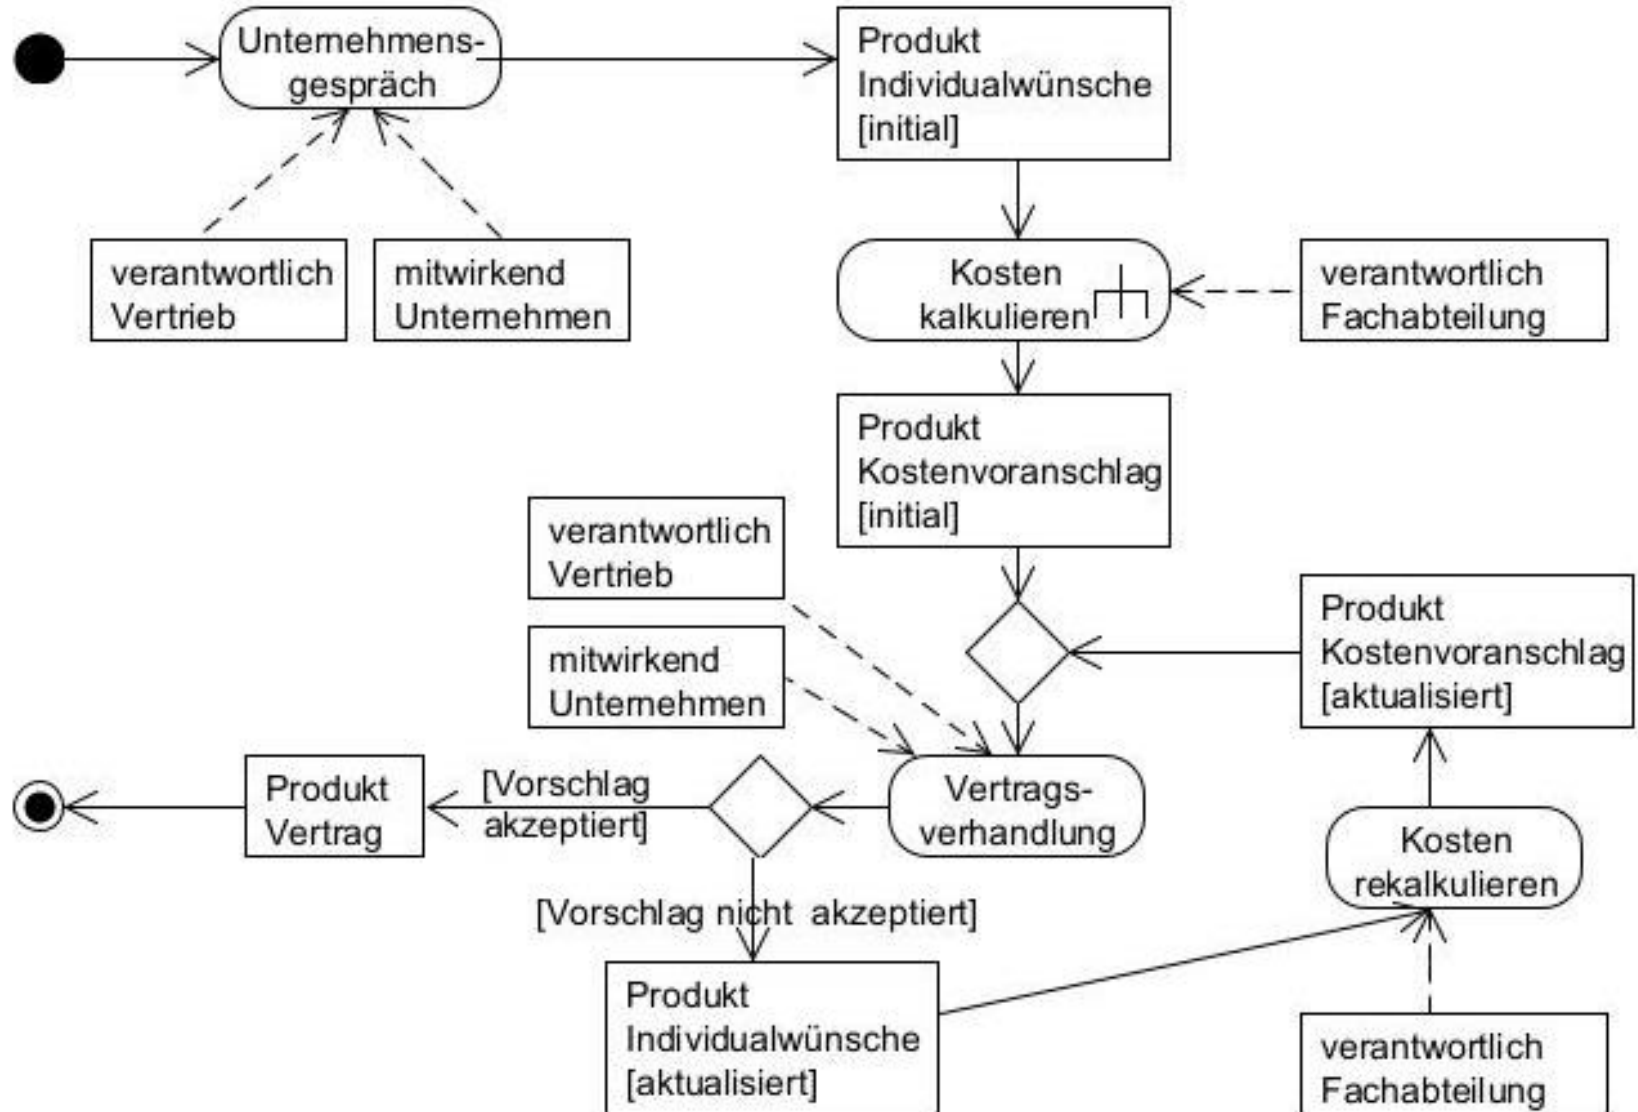 Unternehmens-
gespräch
Produkt
Individualwünsche
[initial]
verantwortlich
Vertrieb
mitwirkend
Unternehmen
Kosten
kalkulieren
verantwortlich
Fachabteilung
Produkt
Kostenvoranschlag
[initial]
verantwortlich
Vertrieb
mitwirkend
Unternehmen
Produkt
Kostenvoranschlag
[aktualisiert]
Produkt
Vertrag
[Vorschlag
akzeptiert]
Vertrags-
verhandlung
Kosten
rekalkulieren
[Vorschlag nicht akzeptiert]
Produkt
Individualwünsche
[aktualisiert]
verantwortlich
Fachabteilung